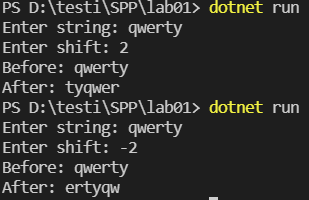 PS D:\testi\SPP\lab01> dotnet run
Enter string: qwerty
Enter shift: 2
Before: qwerty
After: tyqwer
PS D:\testi\SPP\lab01> dotnet run
Enter string: qwerty
Enter shift: -2
Before: qwerty
After: ertyqw